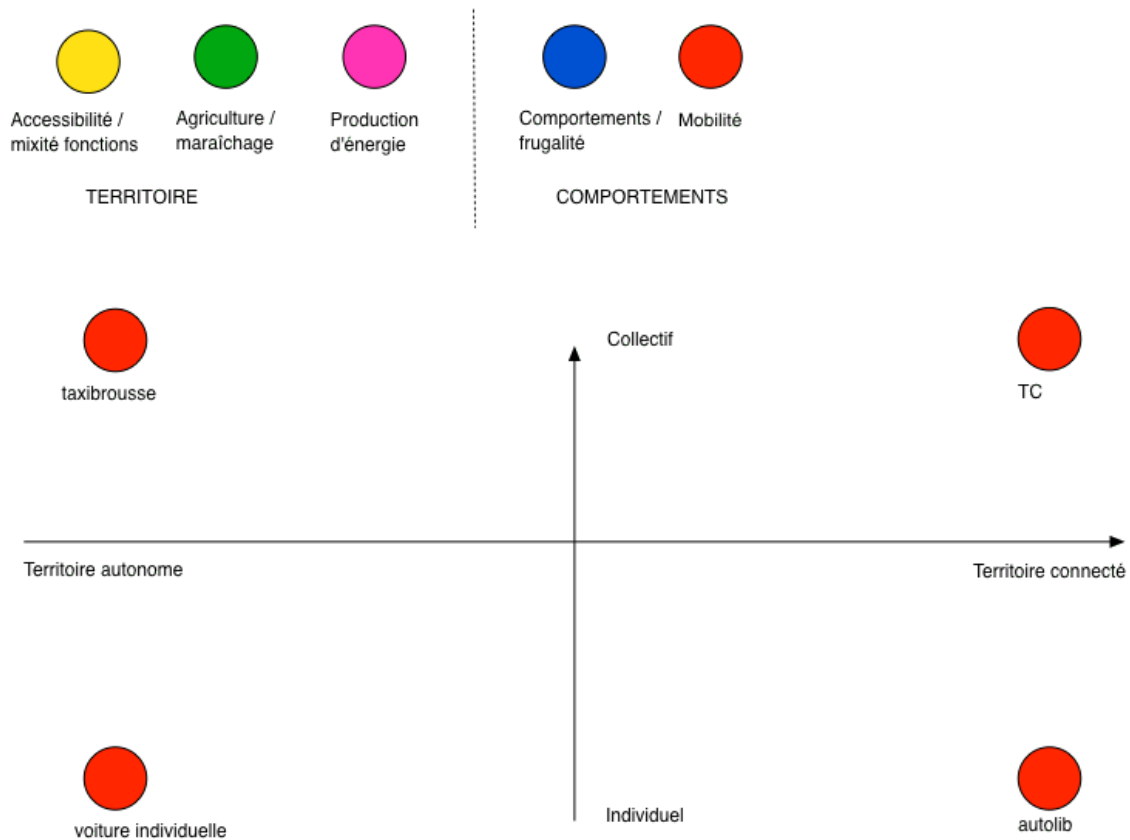 Accessibilité /
mixité fonctions
Agriculture /
maraîchage
Production
d'énergie
Comportements /
frugalité
Mobilité
TERRITOIRE
COMPORTEMENTS
Collectif
taxibrousse
TC
Territoire autonome
Territoire connecté
Individuel
voiture individuelle
autolib